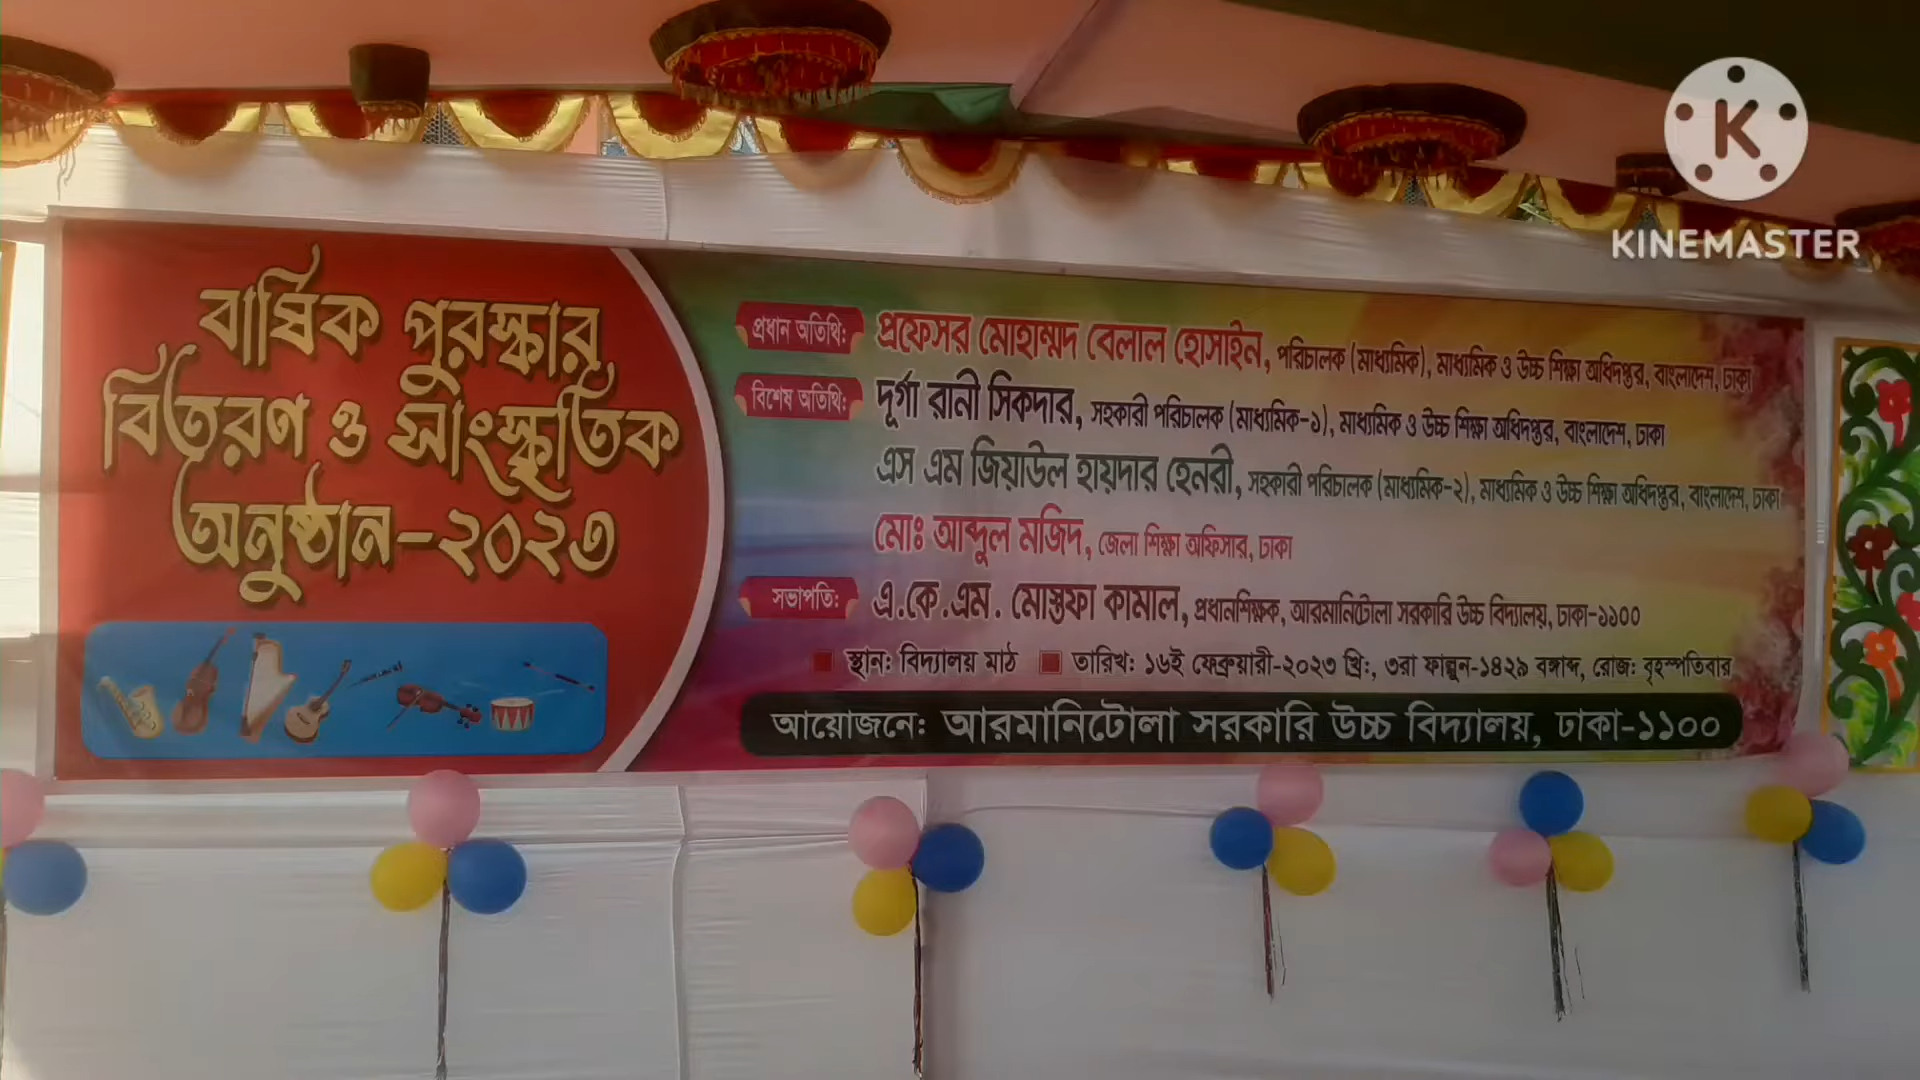 বার্ষিক পুরস্কার
বিতরণ ও সাংস্কৃতিক
অনুষ্ঠান-২০২৩
প্রধান অতিথি: প্রফেসর মোহাম্মদ বেলাল হোসাইন, পরিচালক (মাধ্যমিক), মাধ্যমিক ও উচ্চ শিক্ষা অধিদপ্তর, বাংলাদেশ, ঢাকা
বিশেষ অতিথি: দূর্গা রানী সিকদার, সহকারী পরিচালক (মাধ্যমিক-১), মাধ্যমিক ও উচ্চ শিক্ষা অধিদপ্তর, বাংলাদেশ, ঢাকা
এস এম জিয়াউল হায়দার হেনরী, সহকারী পরিচালক (মাধ্যমিক-২), মাধ্যমিক ও উচ্চ শিক্ষা অধিদপ্তর, বাংলাদেশ, ঢাকা
মোঃ আব্দুল মজিদ, জেলা শিক্ষা অফিসার, ঢাকা
সভাপতি: এ.কে.এম. মোস্তফা কামাল, প্রধানশিক্ষক, আরমানিটোলা সরকারি উচ্চ বিদ্যালয়, ঢাকা-১১০০
স্থান: বিদ্যালয় মাঠ তারিখ: ১৬ই ফেব্রুয়ারী-২০২৩ খ্রি:, ৩রা ফাল্গুন-১৪২৯ বঙ্গাব্দ, রোজ: বৃহস্পতিবার
আয়োজনে: আরমানিটোলা সরকারি উচ্চ বিদ্যালয়, ঢাকা-১১০০
K
KINEMASTER